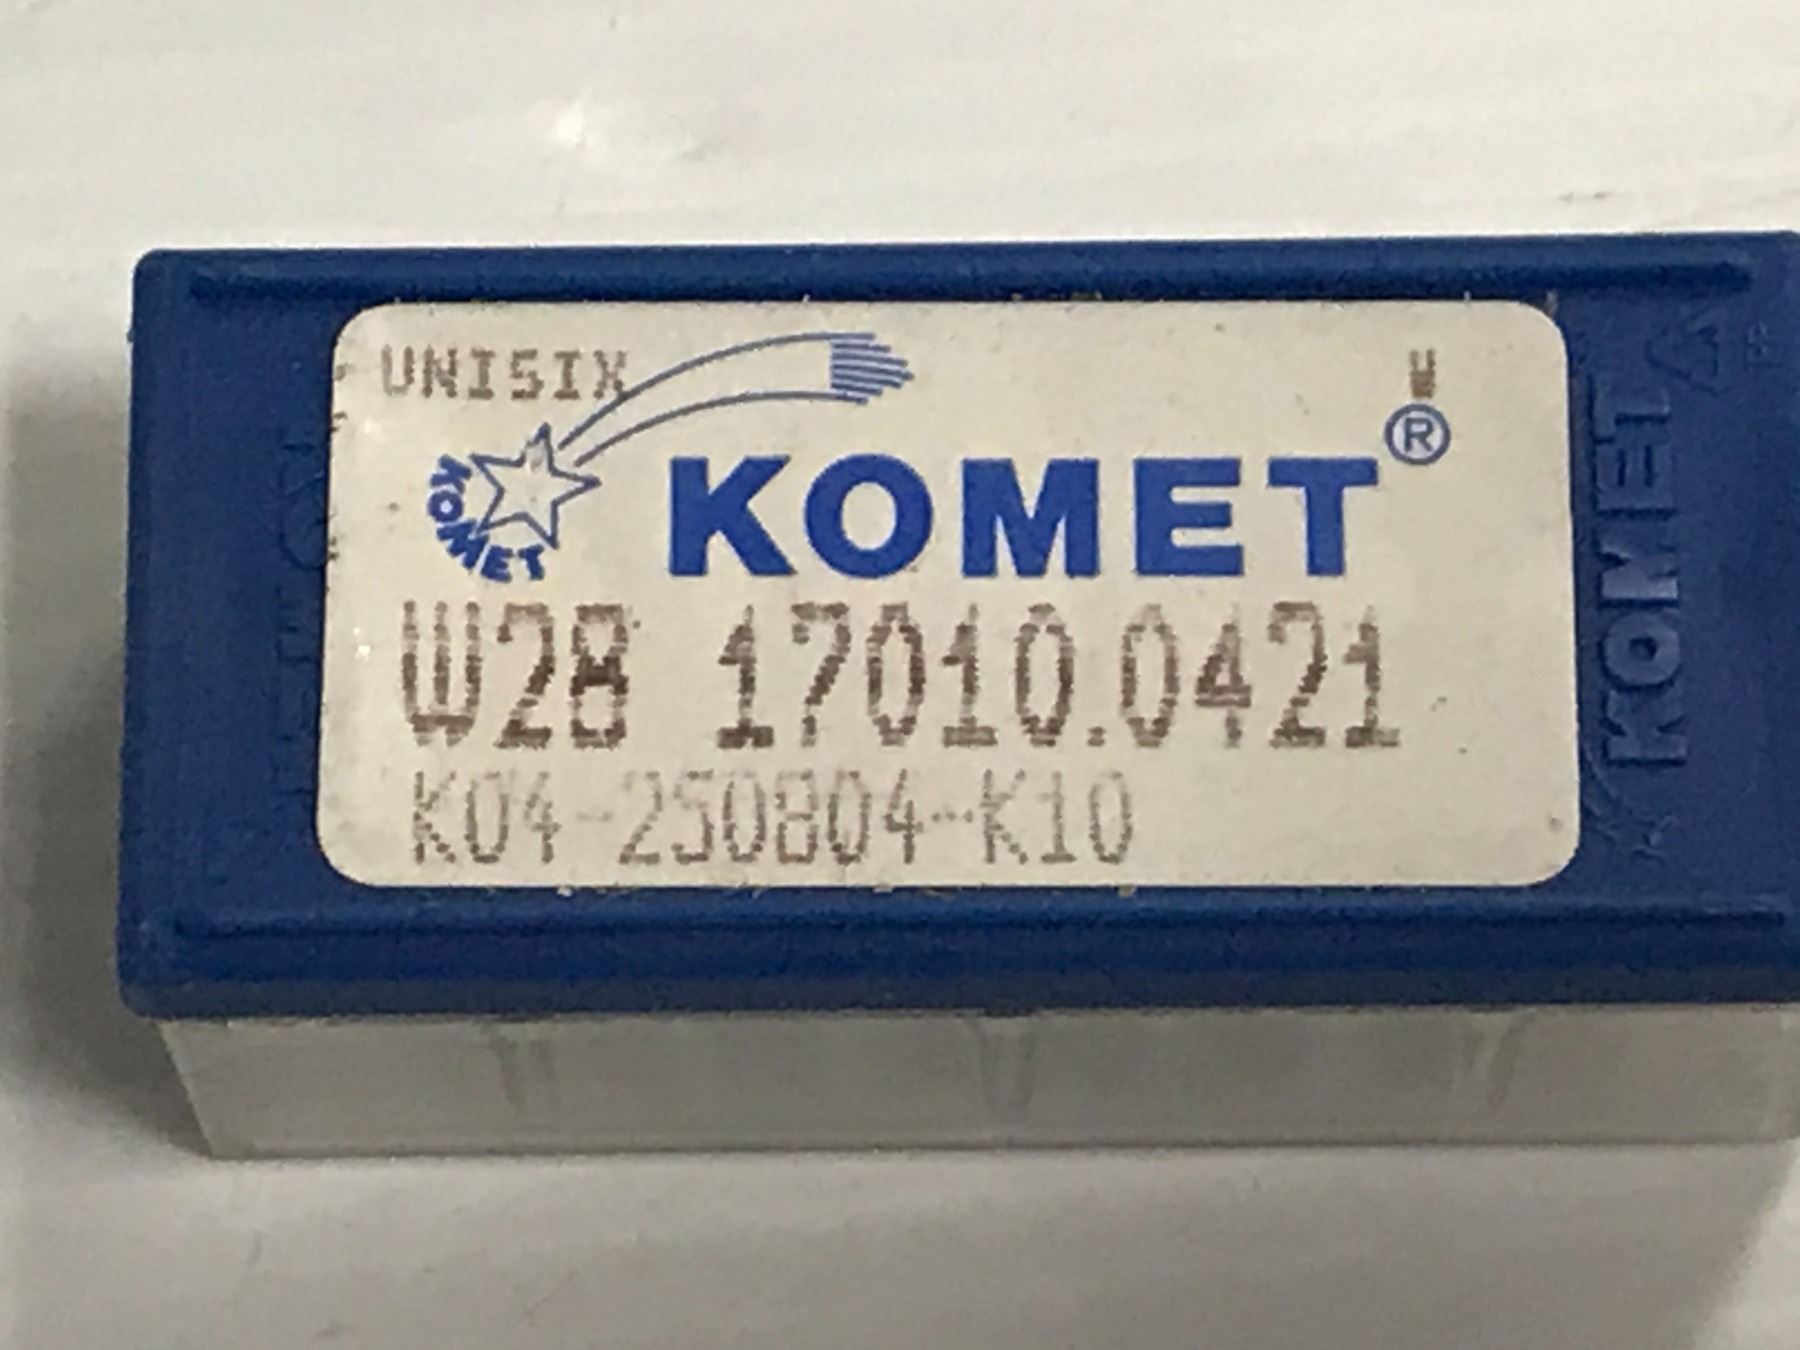 UNISIX
KOMET
KOMET®
W28 17010.0421
K04-250804-K10
KOMET